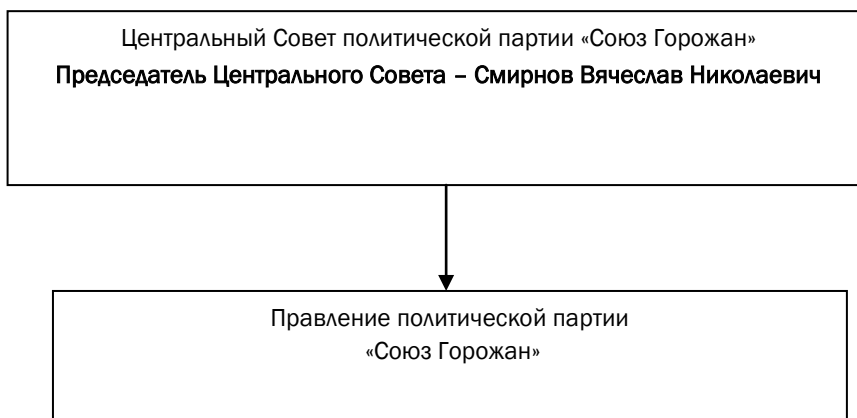 Центральный Совет политической партии «Союз Горожан»
Председатель Центрального Совета – Смирнов Вячеслав Николаевич
Правление политической партии
«Союз Горожан»